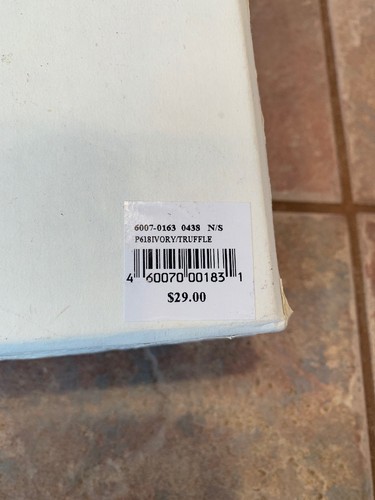 6007-0163 0438 N/S
P618IVORY/TRUFFLE
4 60070 00183 1
$29.00